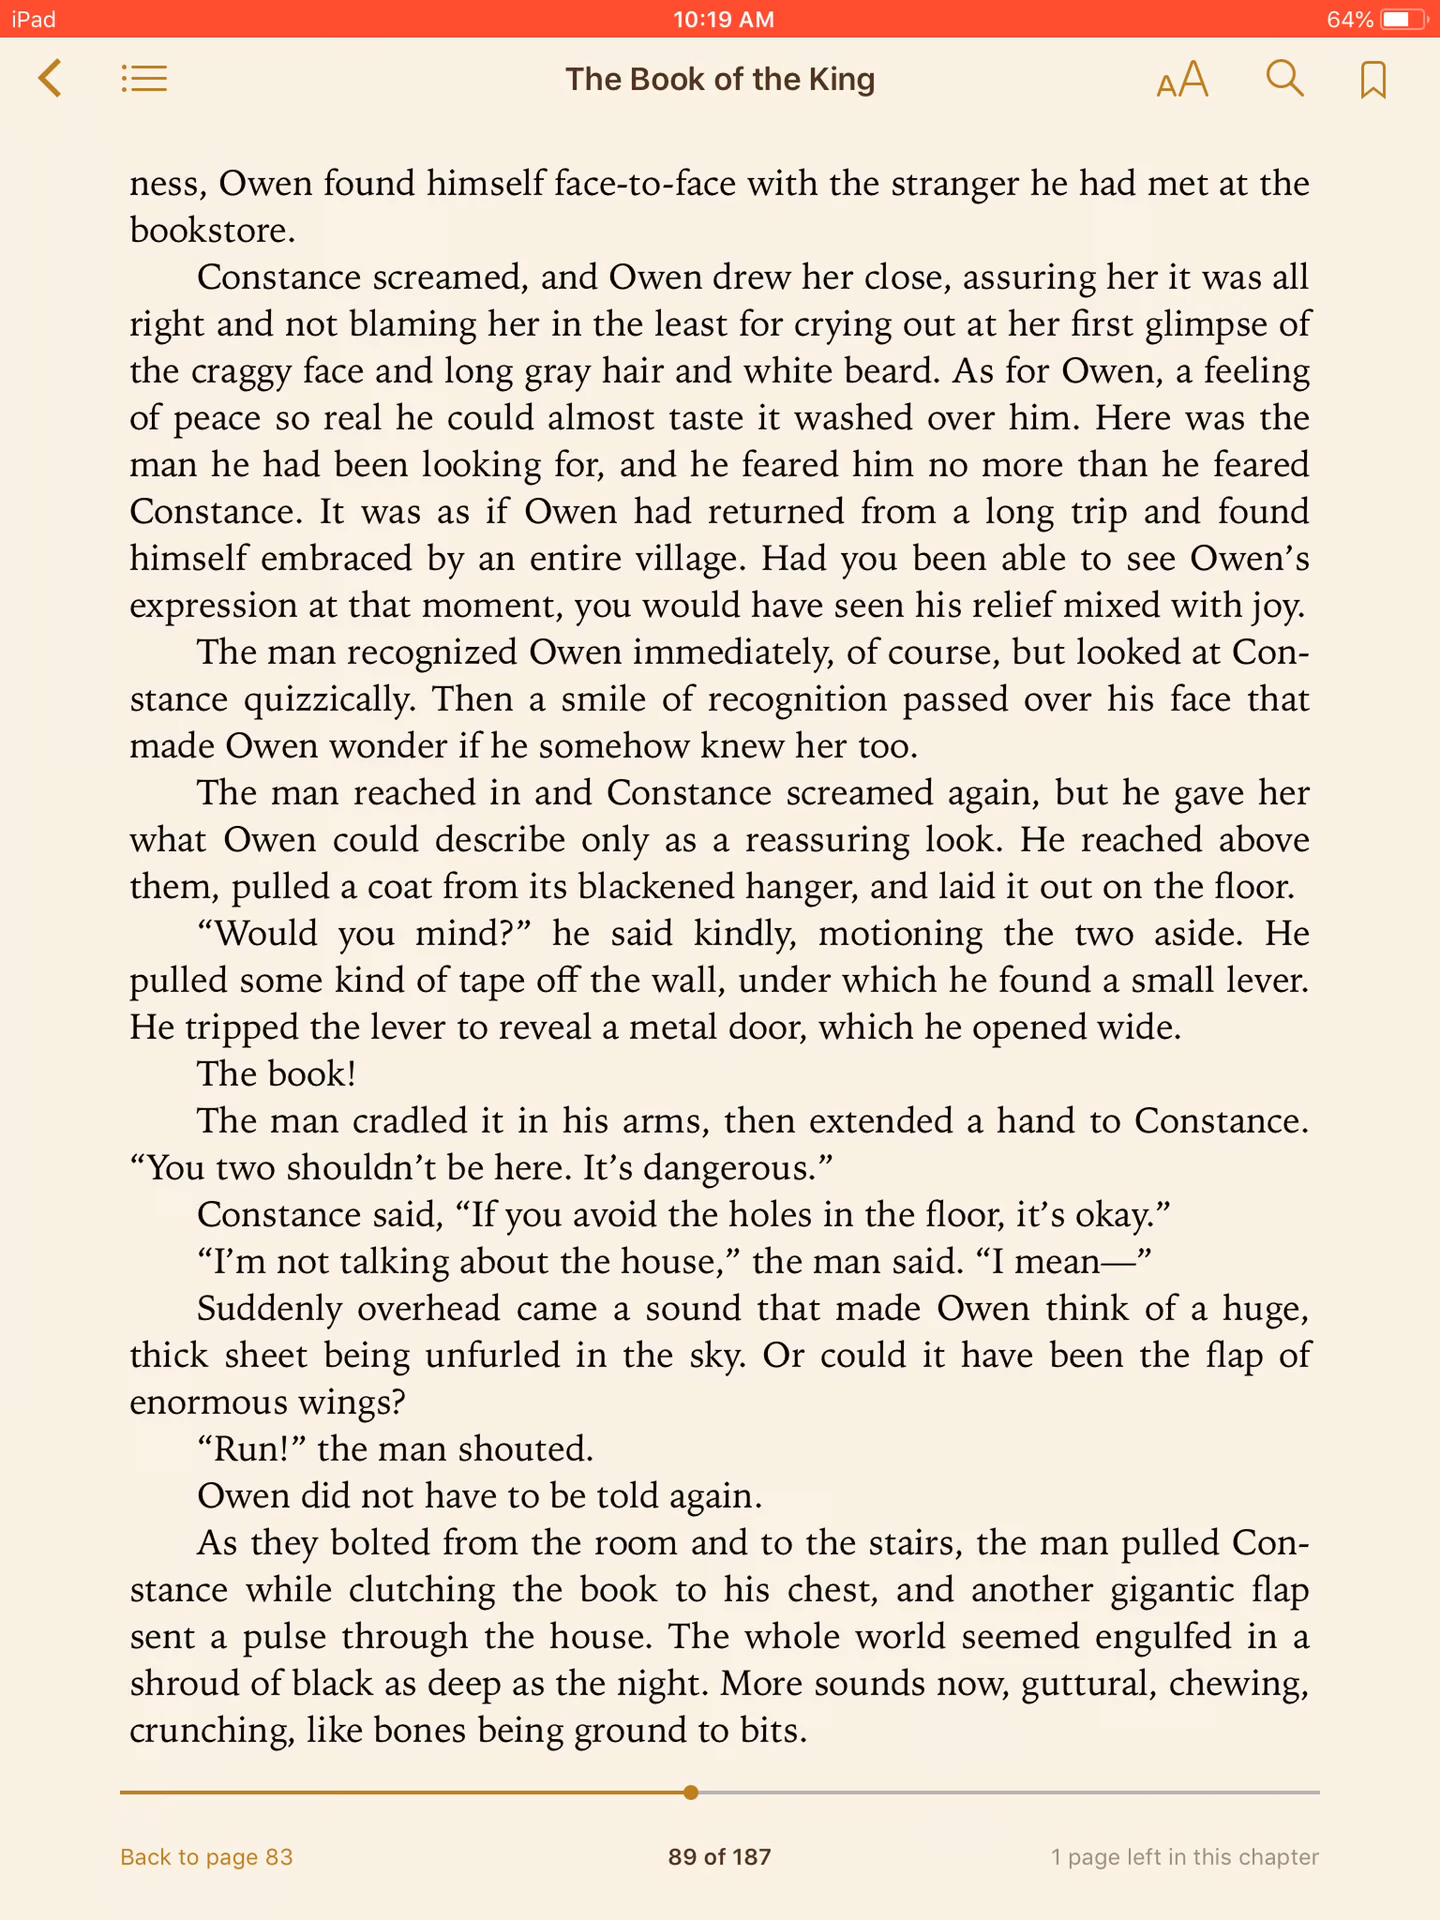 iPad
10:19 AM
64%
The Book of the King
AA
ness, Owen found himself face-to-face with the stranger he had met at the
bookstore.
Constance screamed, and Owen drew her close, assuring her it was all
right and not blaming her in the least for crying out at her first glimpse of
the craggy face and long gray hair and white beard. As for Owen, a feeling
of peace so real he could almost taste it washed over him. Here was the
man he had been looking for, and he feared him no more than he feared
Constance. It was as if Owen had returned from a long trip and found
himself embraced by an entire village. Had you been able to see Owen’s
expression at that moment, you would have seen his relief mixed with joy.
The man recognized Owen immediately, of course, but looked at Con-
stance quizzically. Then a smile of recognition passed over his face that
made Owen wonder if he somehow knew her too.
The man reached in and Constance screamed again, but he gave her
what Owen could describe only as a reassuring look. He reached above
them, pulled a coat from its blackened hanger, and laid it out on the floor.
“Would you mind?” he said kindly, motioning the two aside. He
pulled some kind of tape off the wall, under which he found a small lever.
He tripped the lever to reveal a metal door, which he opened wide.
The book!
The man cradled it in his arms, then extended a hand to Constance.
“You two shouldn’t be here. It’s dangerous.”
Constance said, “If you avoid the holes in the floor, it’s okay.”
“I’m not talking about the house,” the man said. “I mean—”
Suddenly overhead came a sound that made Owen think of a huge,
thick sheet being unfurled in the sky. Or could it have been the flap of
enormous wings?
“Run!” the man shouted.
Owen did not have to be told again.
As they bolted from the room and to the stairs, the man pulled Con-
stance while clutching the book to his chest, and another gigantic flap
sent a pulse through the house. The whole world seemed engulfed in a
shroud of black as deep as the night. More sounds now, guttural, chewing,
crunching, like bones being ground to bits.
Back to page 83
89 of 187
1 page left in this chapter